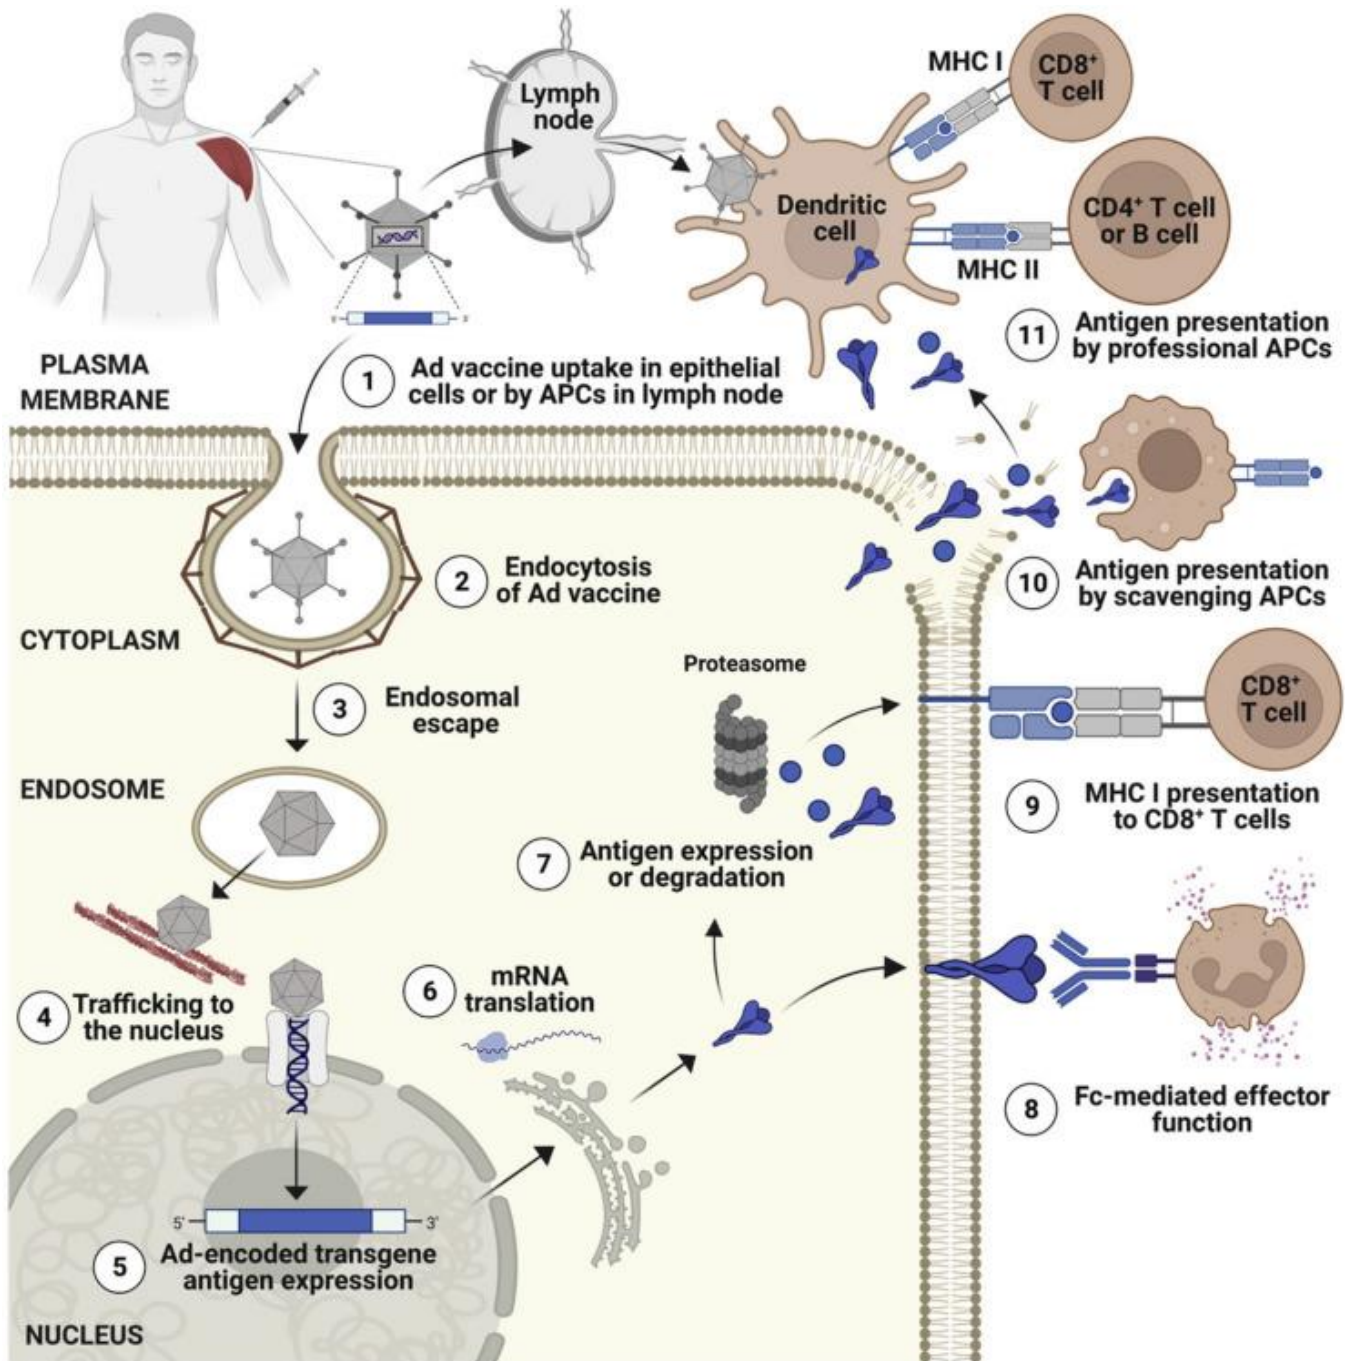 Lymph
node
MHC I
CD8⁺
T cell
Dendritic
cell
CD4⁺ T cell
or B cell
MHC II
5'
3'
11
Antigen presentation
by professional APCs
PLASMA
MEMBRANE
1
Ad vaccine uptake in epithelial
cells or by APCs in lymph node
2
Endocytosis
of Ad vaccine
10
Antigen presentation
by scavenging APCs
CYTOPLASM
3
Endosomal
escape
Proteasome
CD8⁺
T cell
ENDOSOME
9
MHC I presentation
to CD8⁺ T cells
7
Antigen expression
or degradation
4
Trafficking to
the nucleus
6
mRNA
translation
8
Fc-mediated effector
function
5'
3'
5
Ad-encoded transgene
antigen expression
NUCLEUS